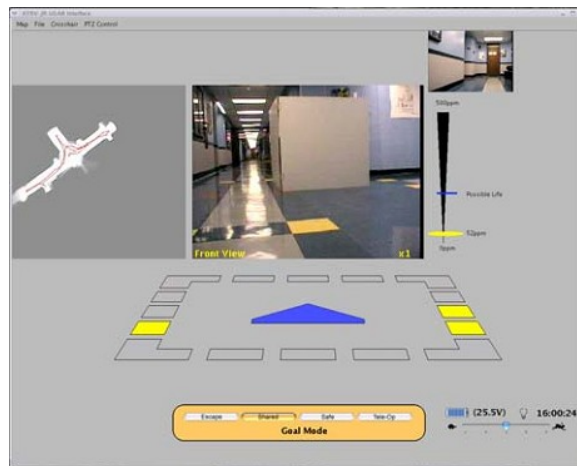 Map File Crosshair PTZ Control
500ppm
Possible Life
52ppm
0ppm
Front View x1
Escape Shared Safe Tele-Op
Goal Mode
(25.5V) 16:00:24